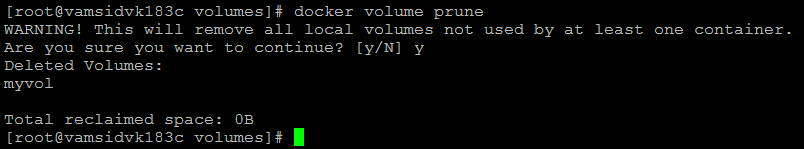 [root@vamsidvk183c volumes]# docker volume prune
WARNING! This will remove all local volumes not used by at least one container.
Are you sure you want to continue? [y/N] y
Deleted Volumes:
myvol
Total reclaimed space: 0B
[root@vamsidvk183c volumes]#